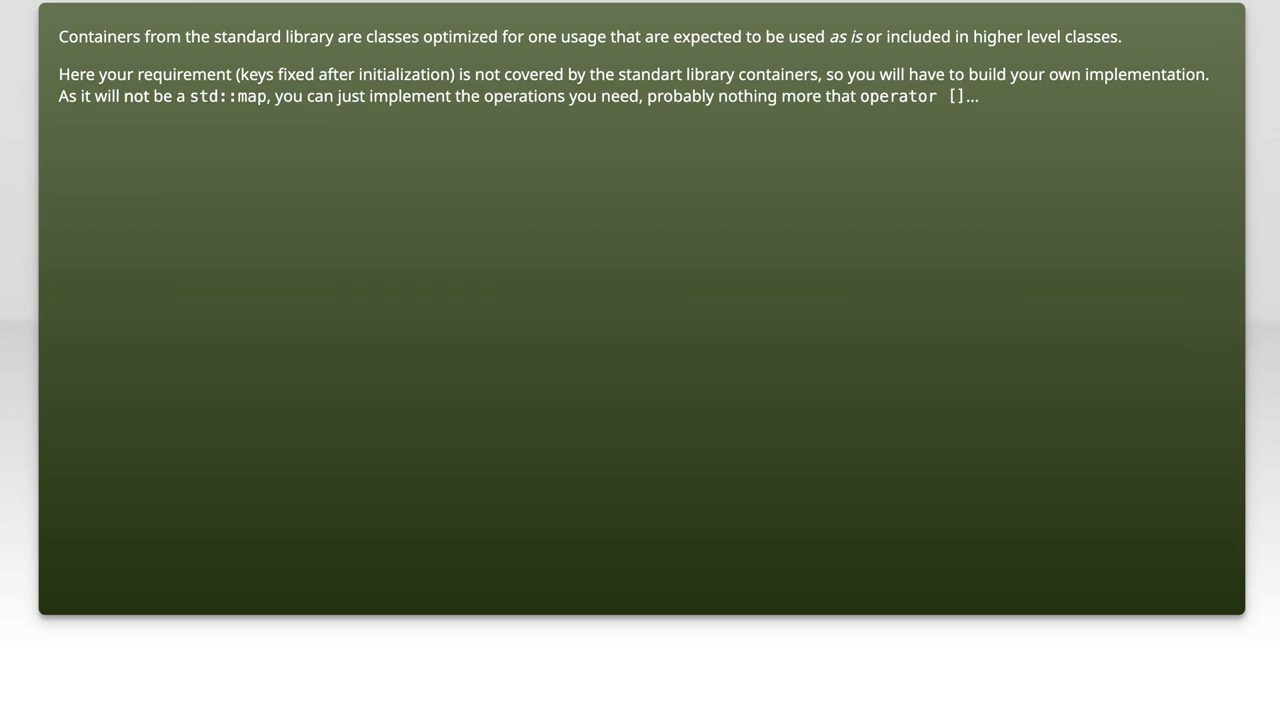 Containers from the standard library are classes optimized for one usage that are expected to be used as is or included in higher level classes.
Here your requirement (keys fixed after initialization) is not covered by the standart library containers, so you will have to build your own implementation.
As it will not be a std::map, you can just implement the operations you need, probably nothing more that operator []...